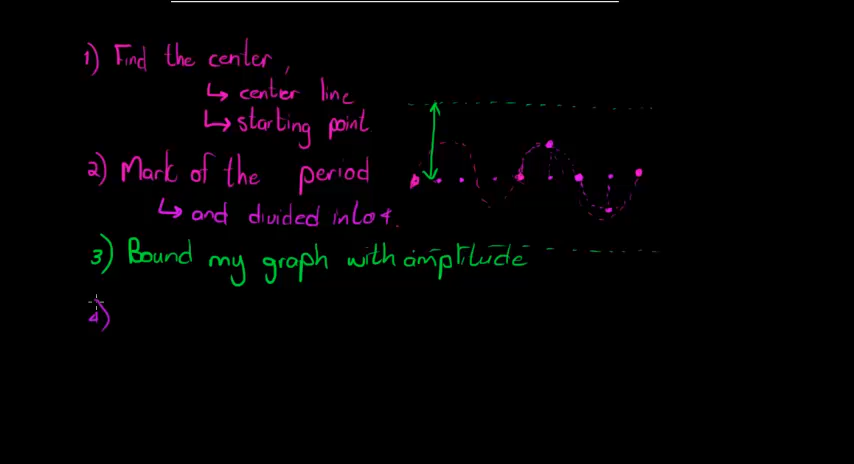 1) Find the center,
↳ center line
↳ starting point.
2) Mark of the period
↳ and divided into 4.
3) Bound my graph with amplitude
4)